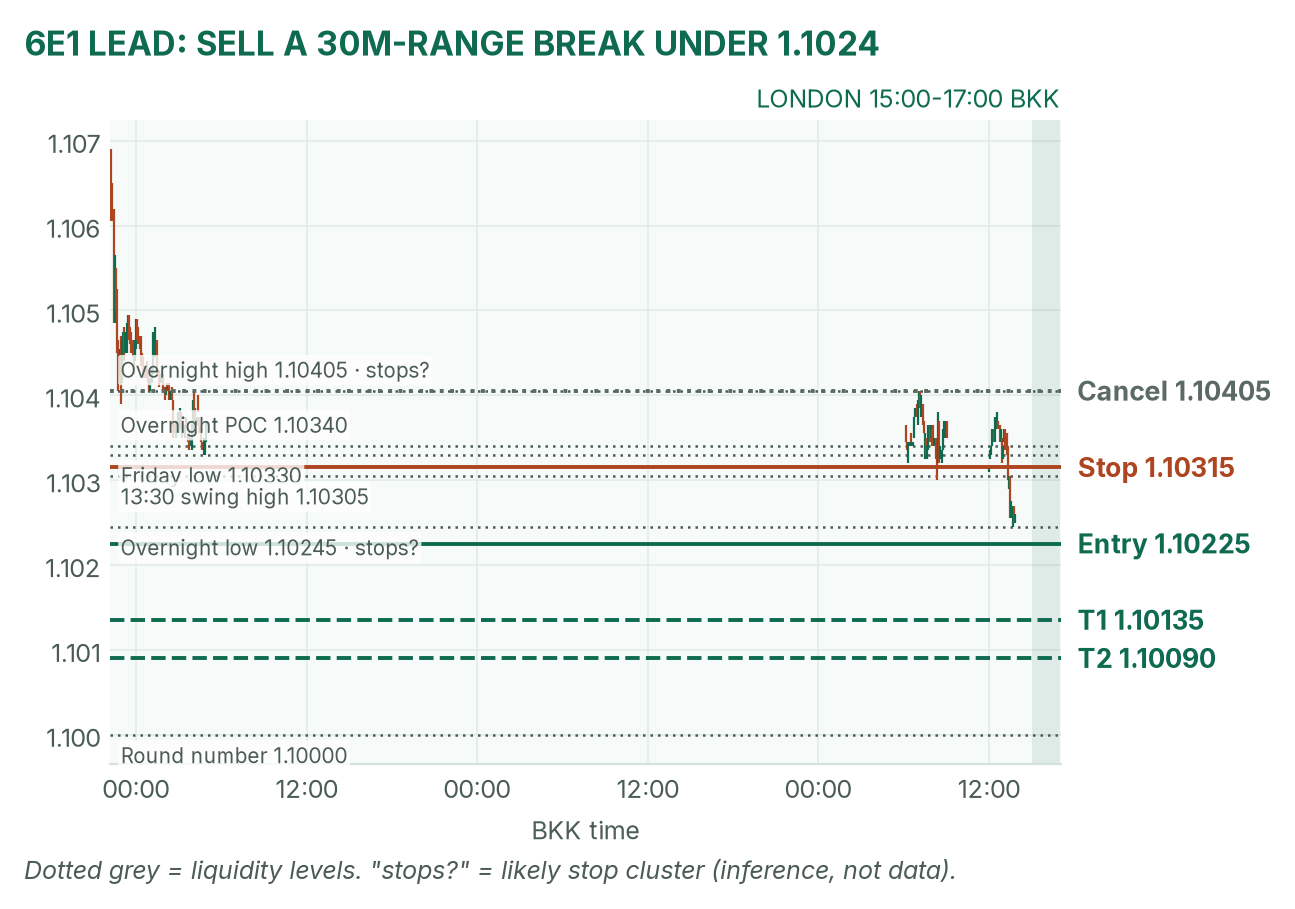 6E1 LEAD: SELL A 30M-RANGE BREAK UNDER 1.1024
LONDON 15:00-17:00 BKK
1.107
1.106
1.105
Overnight high 1.10405 · stops?
1.104
Cancel 1.10405
Overnight POC 1.10340
Friday low 1.10330
Stop 1.10315
1.103
13:30 swing high 1.10305
Overnight low 1.10245 · stops?
Entry 1.10225
1.102
T1 1.10135
1.101
T2 1.10090
1.100
Round number 1.10000
00:00 12:00 00:00 12:00 00:00 12:00
BKK time
Dotted grey = liquidity levels. "stops?" = likely stop cluster (inference, not data).